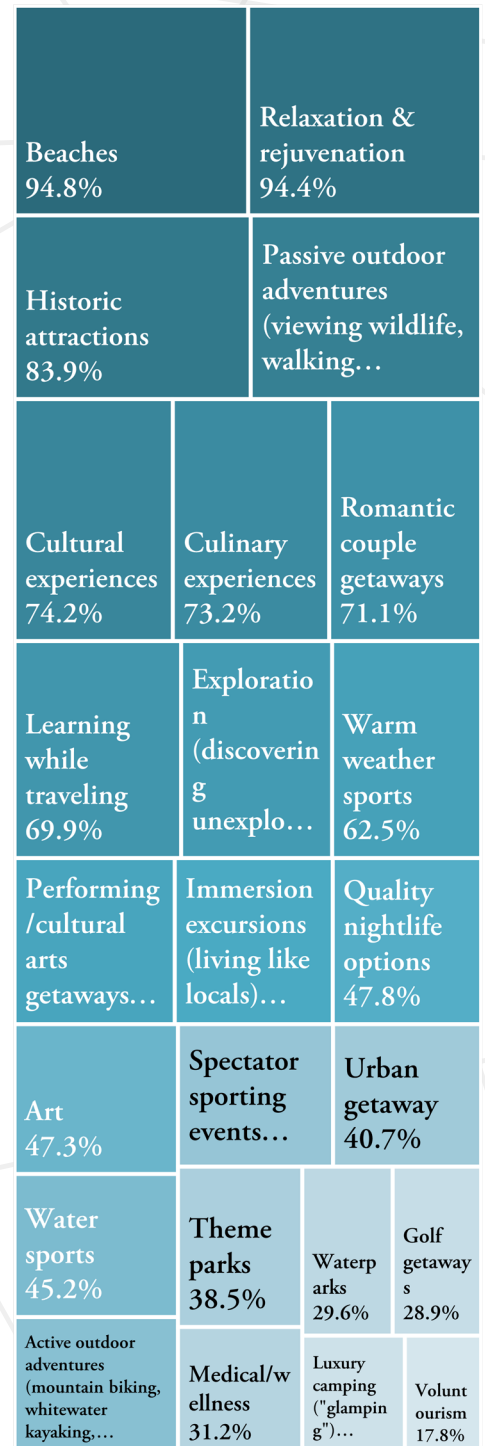 Beaches
94.8%
Relaxation &
rejuvenation
94.4%
Historic
attractions
83.9%
Passive outdoor
adventures
(viewing wildlife,
walking…
Cultural
experiences
74.2%
Culinary
experiences
73.2%
Romantic
couple
getaways
71.1%
Learning
while
traveling
69.9%
Exploratio
n
(discoverin
g
unexplo…
Warm
weather
sports
62.5%
Performing
/cultural
arts
getaways…
Immersion
excursions
(living like
locals)…
Quality
nightlife
options
47.8%
Art
47.3%
Spectator
sporting
events…
Urban
getaway
40.7%
Water
sports
45.2%
Theme
parks
38.5%
Waterp
arks
29.6%
Golf
getaway
s
28.9%
Active outdoor
adventures
(mountain biking,
whitewater
kayaking,…
Medical/w
ellness
31.2%
Luxury
camping
("glampin
g")…
Volunt
ourism
17.8%